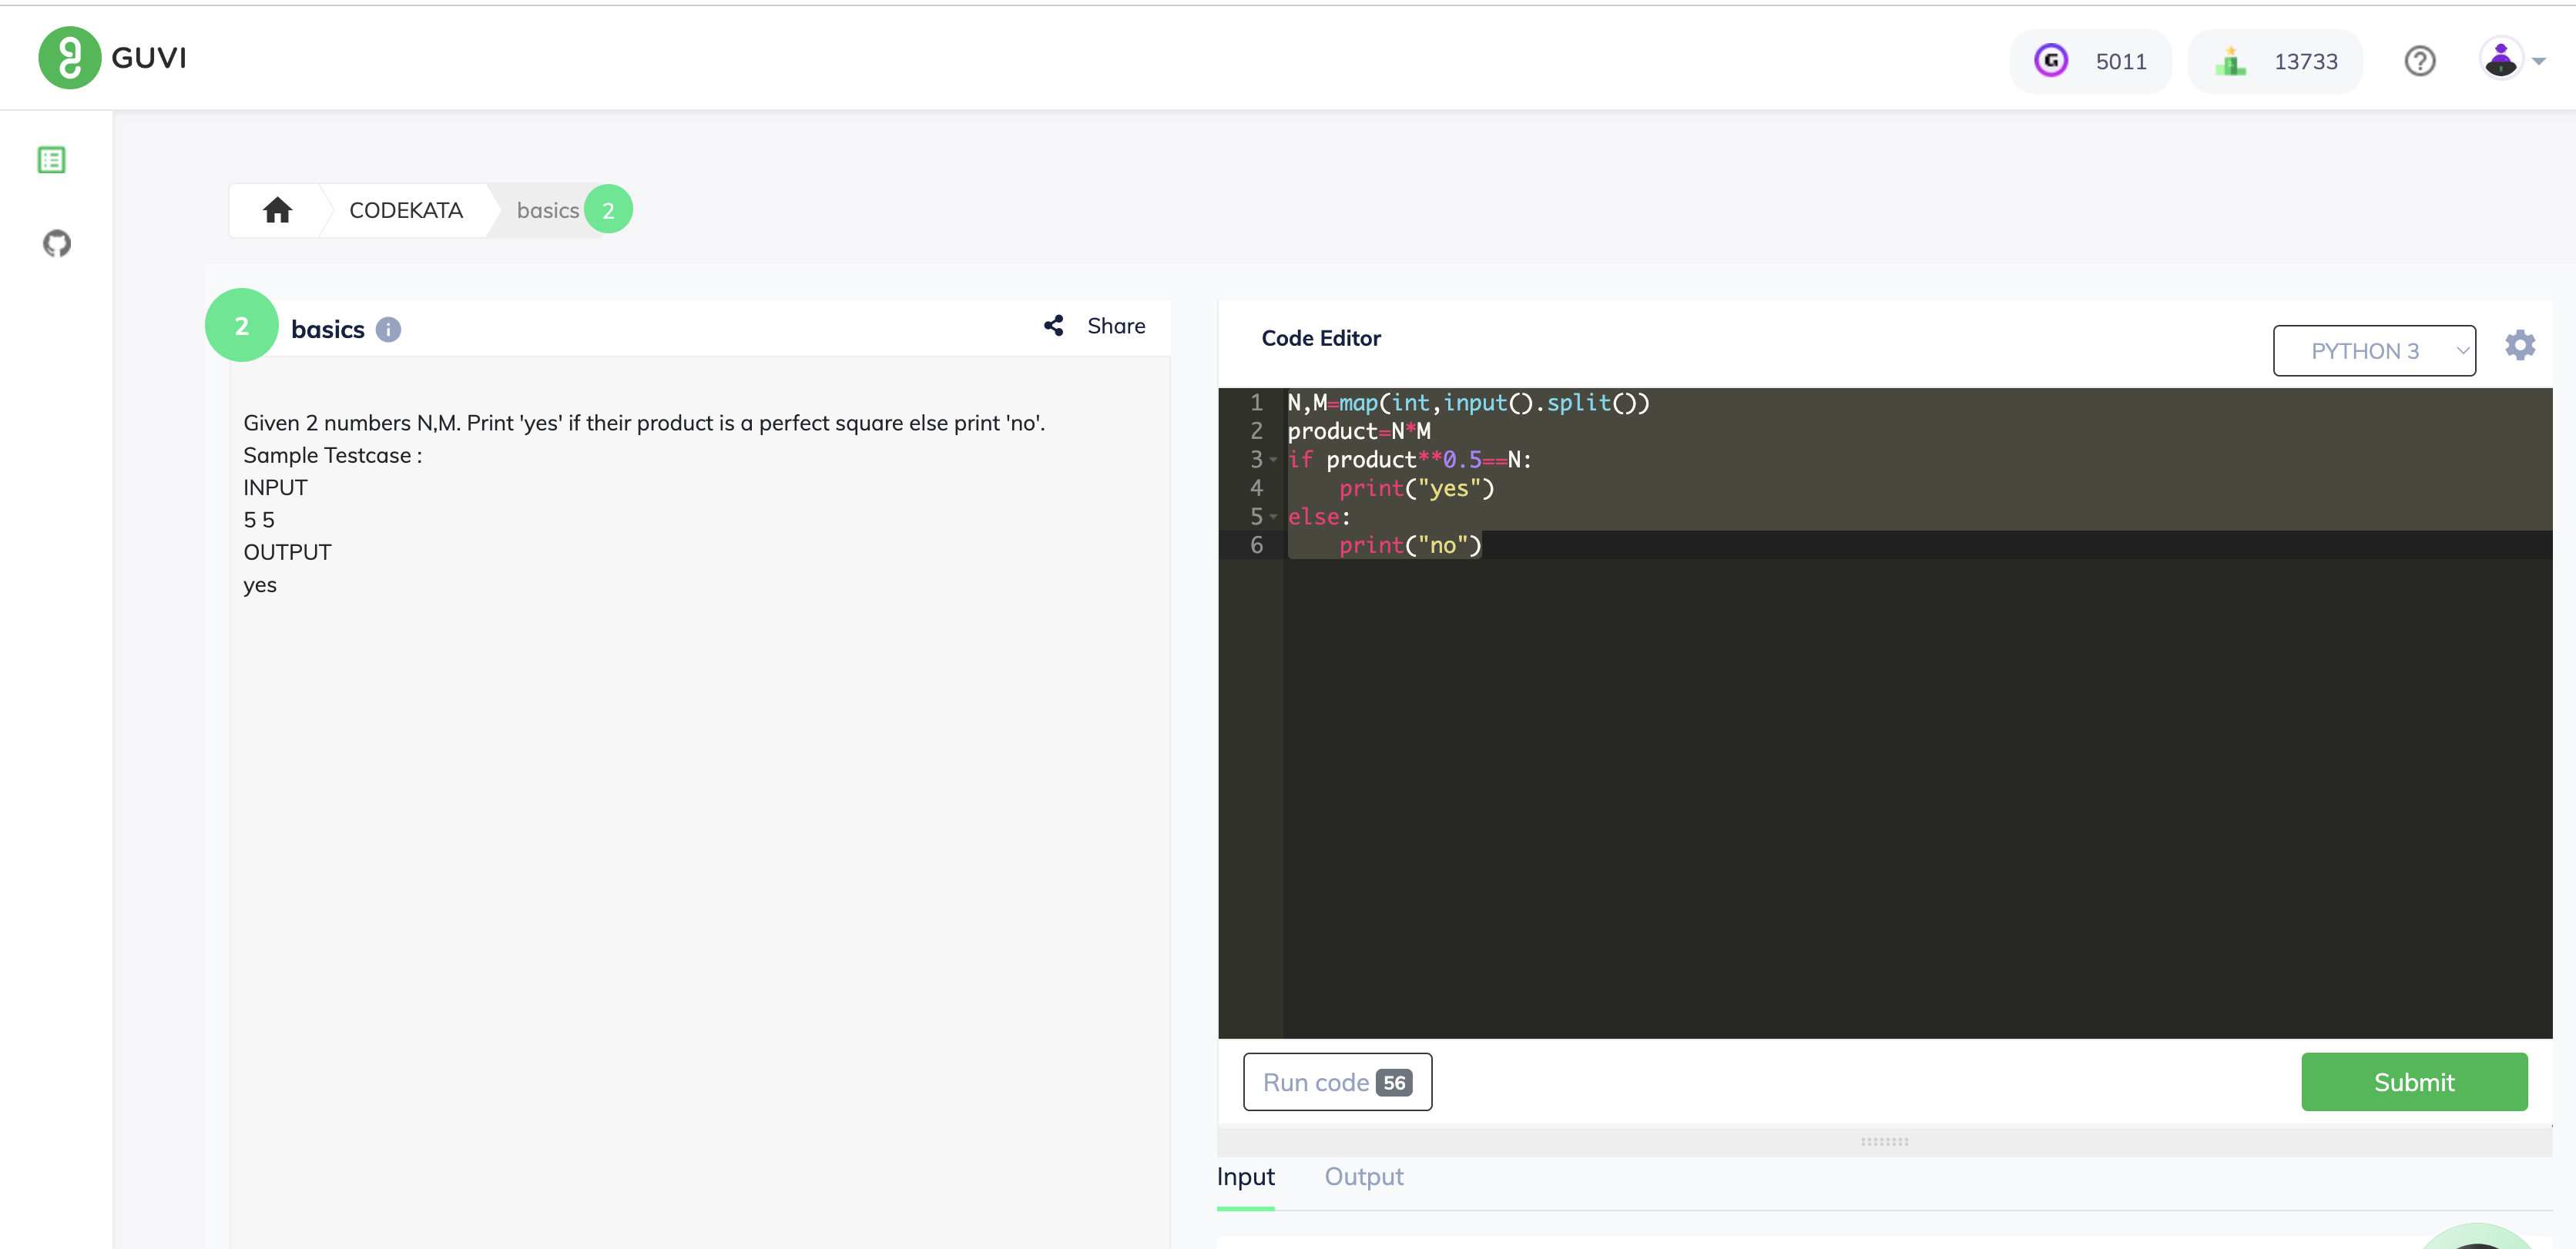 GUVI
5011
13733
CODEKATA
basics 2
2 basics
Share
Given 2 numbers N,M. Print 'yes' if their product is a perfect square else print 'no'.
Sample Testcase :
INPUT
5 5
OUTPUT
yes
Code Editor
PYTHON 3
1 N,M=map(int,input().split())
2 product=N*M
3 if product**0.5==N:
4     print("yes")
5 else:
6     print("no")
Run code 56
Submit
Input
Output